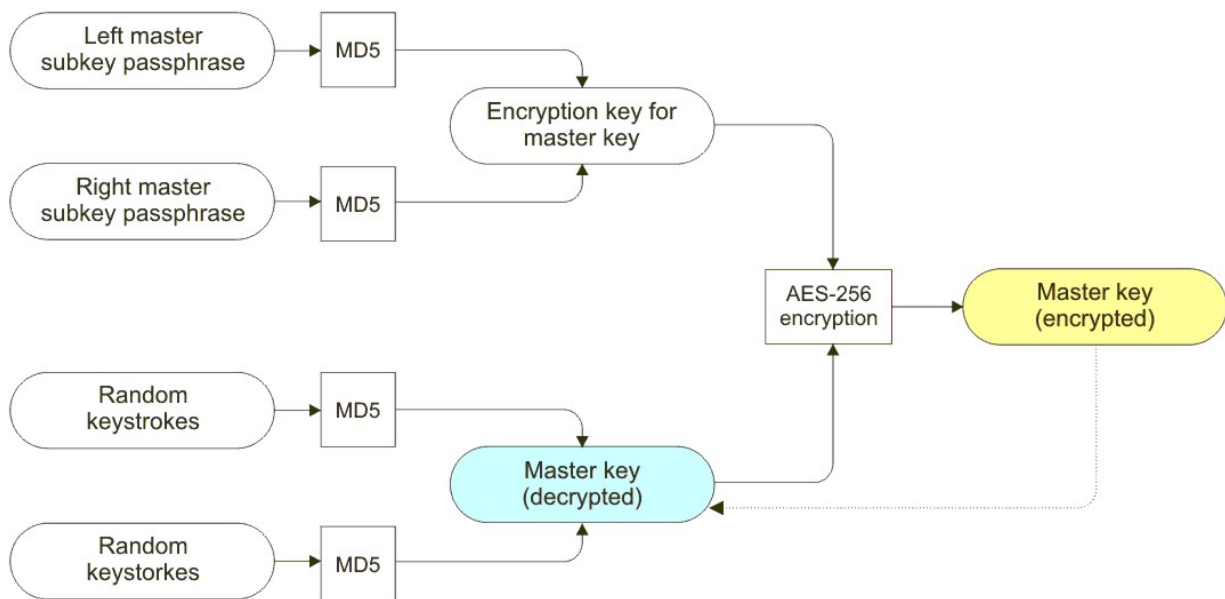 Left master
subkey passphrase
MD5
Encryption key for
master key
Right master
subkey passphrase
MD5
AES-256
encryption
Master key
(encrypted)
Random
keystrokes
MD5
Master key
(decrypted)
Random
keystorkes
MD5